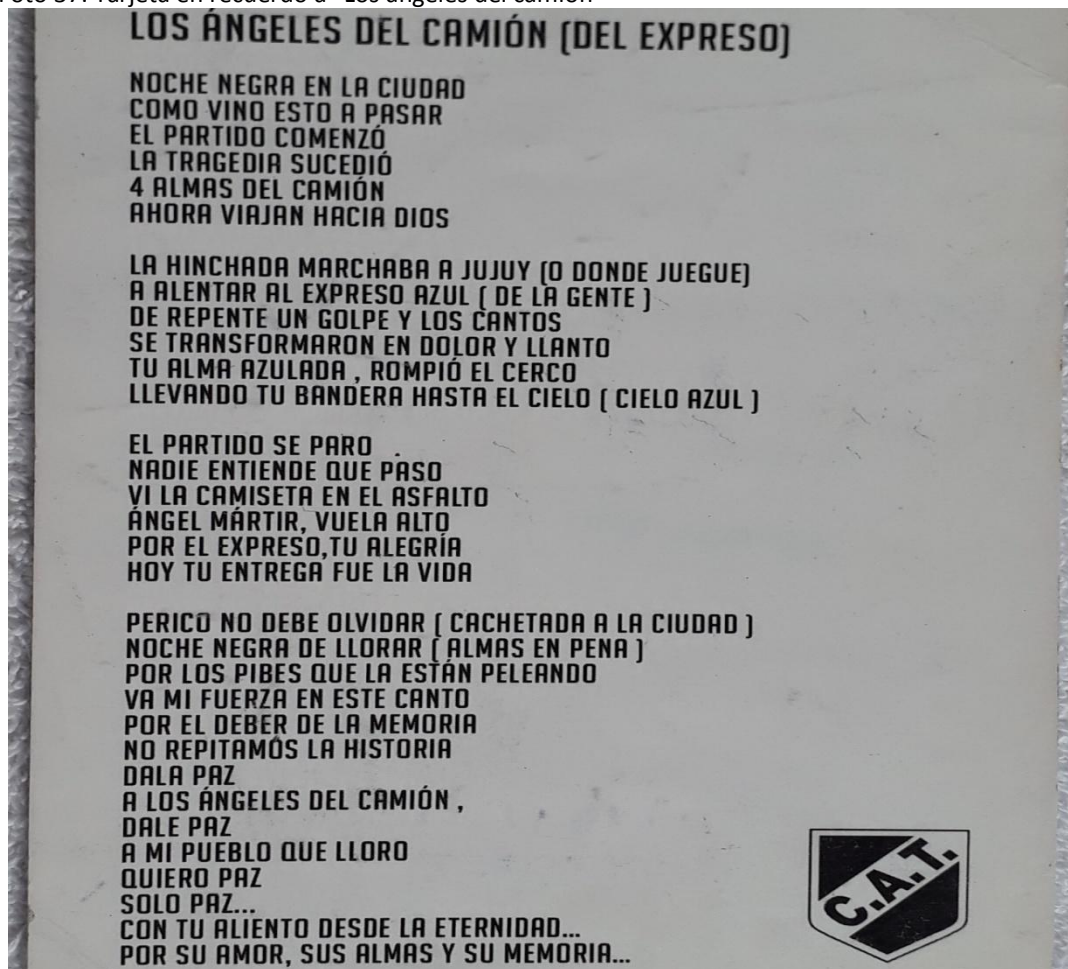 LOS ÁNGELES DEL CAMIÓN (DEL EXPRESO)
NOCHE NEGRA EN LA CIUDAD
COMO VINO ESTO A PASAR
EL PARTIDO COMENZÓ
LA TRAGEDIA SUCEDIÓ
4 ALMAS DEL CAMIÓN
AHORA VIAJAN HACIA DIOS
LA HINCHADA MARCHABA A JUJUY (O DONDE JUEGUE)
A ALENTAR AL EXPRESO AZUL ( DE LA GENTE )
DE REPENTE UN GOLPE Y LOS CANTOS
SE TRANSFORMARON EN DOLOR Y LLANTO
TU ALMA AZULADA , ROMPIÓ EL CERCO
LLEVANDO TU BANDERA HASTA EL CIELO ( CIELO AZUL )
EL PARTIDO SE PARO
NADIE ENTIENDE QUE PASO
VI LA CAMISETA EN EL ASFALTO
ÁNGEL MÁRTIR, VUELA ALTO
POR EL EXPRESO,TU ALEGRÍA
HOY TU ENTREGA FUE LA VIDA
PERICO NO DEBE OLVIDAR ( CACHETADA A LA CIUDAD )
NOCHE NEGRA DE LLORAR ( ALMAS EN PENA )
POR LOS PIBES QUE LA ESTÁN PELEANDO
VA MI FUERZA EN ESTE CANTO
POR EL DEBER DE LA MEMORIA
NO REPITAMOS LA HISTORIA
DALA PAZ
A LOS ÁNGELES DEL CAMIÓN ,
DALE PAZ
A MI PUEBLO QUE LLORO
QUIERO PAZ
SOLO PAZ...
CON TU ALIENTO DESDE LA ETERNIDAD...
POR SU AMOR, SUS ALMAS Y SU MEMORIA...
C.A.T.